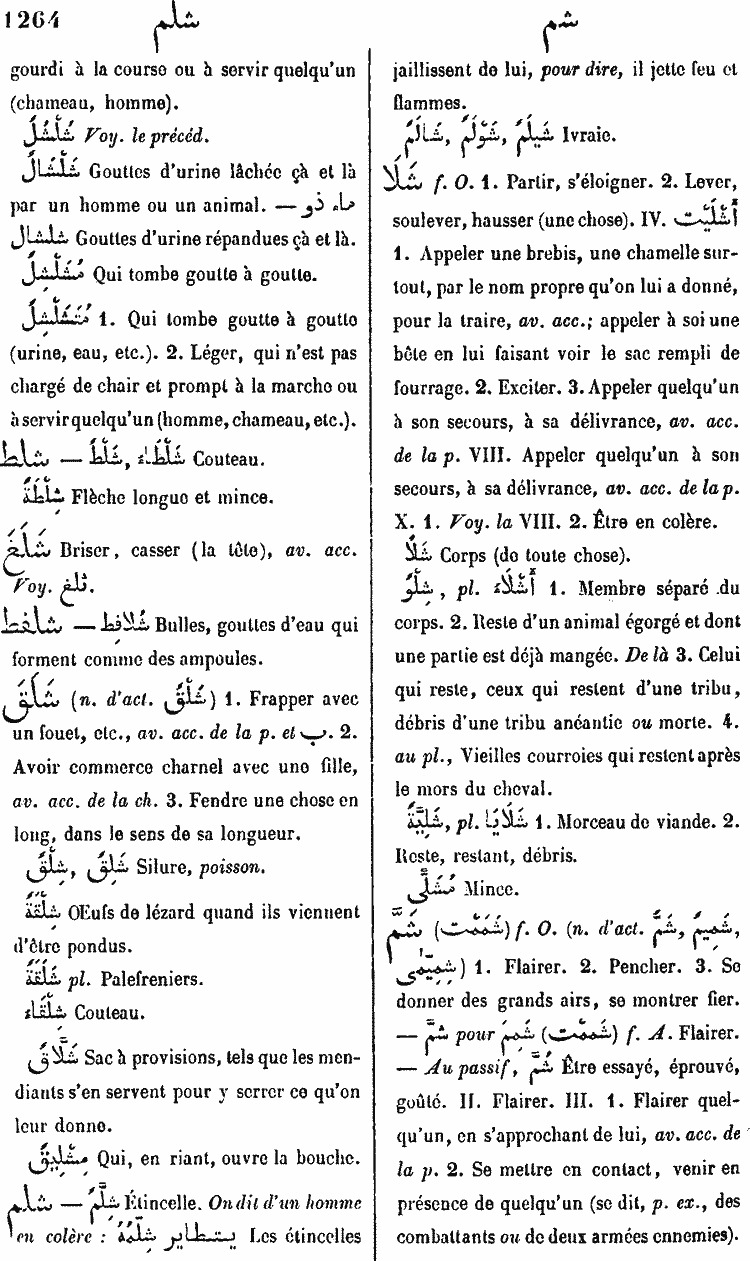 1264 شلم شم
gourdi à la course ou à servir quelqu'un
(chameau, homme).
شُلْشُلٌ Voy. le précéd.
شَلْشَالٌ Gouttes d'urine lâchée çà et là
par un homme ou un animal. — ماء ذو
شلشال Gouttes d'urine répandues çà et là.
مُشَلْشِلٌ Qui tombe goutte à goutte.
مُتَشَلْشِلٌ 1. Qui tombe goutte à goutte
(urine, eau, etc.). 2. Léger, qui n'est pas
chargé de chair et prompt à la marche ou
à servir quelqu'un (homme, chameau, etc.).
شلط — شَلْطٌ, شَلْطَاءُ Couteau.
شَلْطَةٌ Flèche longue et mince.
شَلَغَ Briser, casser (la tête), av. acc.
Voy. ثلغ.
شلفط — شُلَافِطُ Bulles, gouttes d'eau qui
forment comme des ampoules.
شَلَقَ (n. d'act. شَلْقٌ) 1. Frapper avec
un fouet, etc., av. acc. de la p. et ب. 2.
Avoir commerce charnel avec une fille,
av. acc. de la ch. 3. Fendre une chose en
long, dans le sens de sa longueur.
شِلْقٌ, شَلِقٌ Silure, poisson.
شَلَقَةٌ Œufs de lézard quand ils viennent
d'être pondus.
شَلَقَةٌ pl. Palefreniers.
شَلْقَاءُ Couteau.
شَلَّاقٌ Sac à provisions, tels que les men-
diants s'en servent pour y serrer ce qu'on
leur donne.
مِشْلِيقٌ Qui, en riant, ouvre la bouche.
شلم — شَلَّمٌ Étincelle. On dit d'un homme
en colère : يتطاير شِلَّمُهُ Les étincelles
jaillissent de lui, pour dire, il jette feu et
flammes.
شَيْلَمٌ, شَوْلَمٌ, شَالَمٌ Ivraie.
شَلَا f. O. 1. Partir, s'éloigner. 2. Lever,
soulever, hausser (une chose). IV. أَشْلَيْتَ
1. Appeler une brebis, une chamelle sur-
tout, par le nom propre qu'on lui a donné,
pour la traire, av. acc.; appeler à soi une
bête en lui faisant voir le sac rempli de
fourrage. 2. Exciter. 3. Appeler quelqu'un
à son secours, à sa délivrance, av. acc.
de la p. VIII. Appeler quelqu'un à son
secours, à sa délivrance, av. acc. de la p.
X. 1. Voy. la VIII. 2. Être en colère.
شَلًا Corps (de toute chose).
شِلْوٌ, pl. أَشْلَاءٌ 1. Membre séparé du
corps. 2. Reste d'un animal égorgé et dont
une partie est déjà mangée. De là 3. Celui
qui reste, ceux qui restent d'une tribu,
débris d'une tribu anéantie ou morte. 4.
au pl., Vieilles courroies qui restent après
le mors du cheval.
شَلِيَّةٌ, pl. شَلَايَا 1. Morceau de viande. 2.
Reste, restant, débris.
مُشَلًّى Mince.
شَمَّ (شَمَمْتَ) f. O. (n. d'act. شَمٌّ, شَمِيمٌ,
شِمِّيمَى) 1. Flairer. 2. Pencher. 3. Se
donner des grands airs, se montrer fier.
— شَمَّ pour شَمِمَ (شَمِمْتَ) f. A. Flairer.
— Au passif, شُمَّ Être essayé, éprouvé,
goûté. II. Flairer. III. 1. Flairer quel-
qu'un, en s'approchant de lui, av. acc. de
la p. 2. Se mettre en contact, venir en
présence de quelqu'un (se dit, p. ex., des
combattants ou de deux armées ennemies).